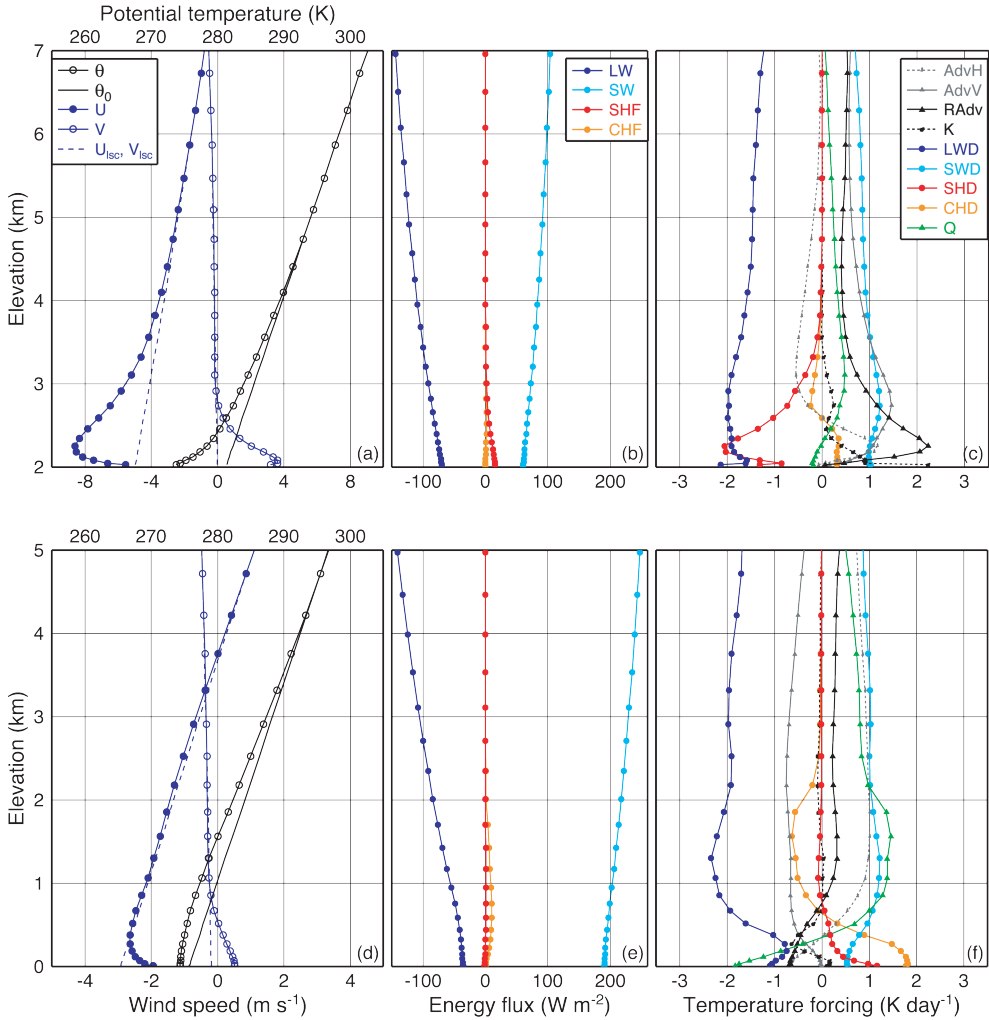 Potential temperature (K)
260 270 280 290 300
7
6
5
4
3
2
Elevation (km)
θ
θ0
U
V
Ulsc, Vlsc
(a)
-8 -4 0 4 8
LW
SW
SHF
CHF
(b)
-100 0 100 200
AdvH
AdvV
RAdv
K
LWD
SWD
SHD
CHD
Q
(c)
-3 -2 -1 0 1 2 3
260 270 280 290 300
5
4
3
2
1
0
Elevation (km)
(d)
-4 -2 0 2 4
Wind speed (m s-1)
(e)
-100 0 100 200
Energy flux (W m-2)
(f)
-3 -2 -1 0 1 2 3
Temperature forcing (K day-1)